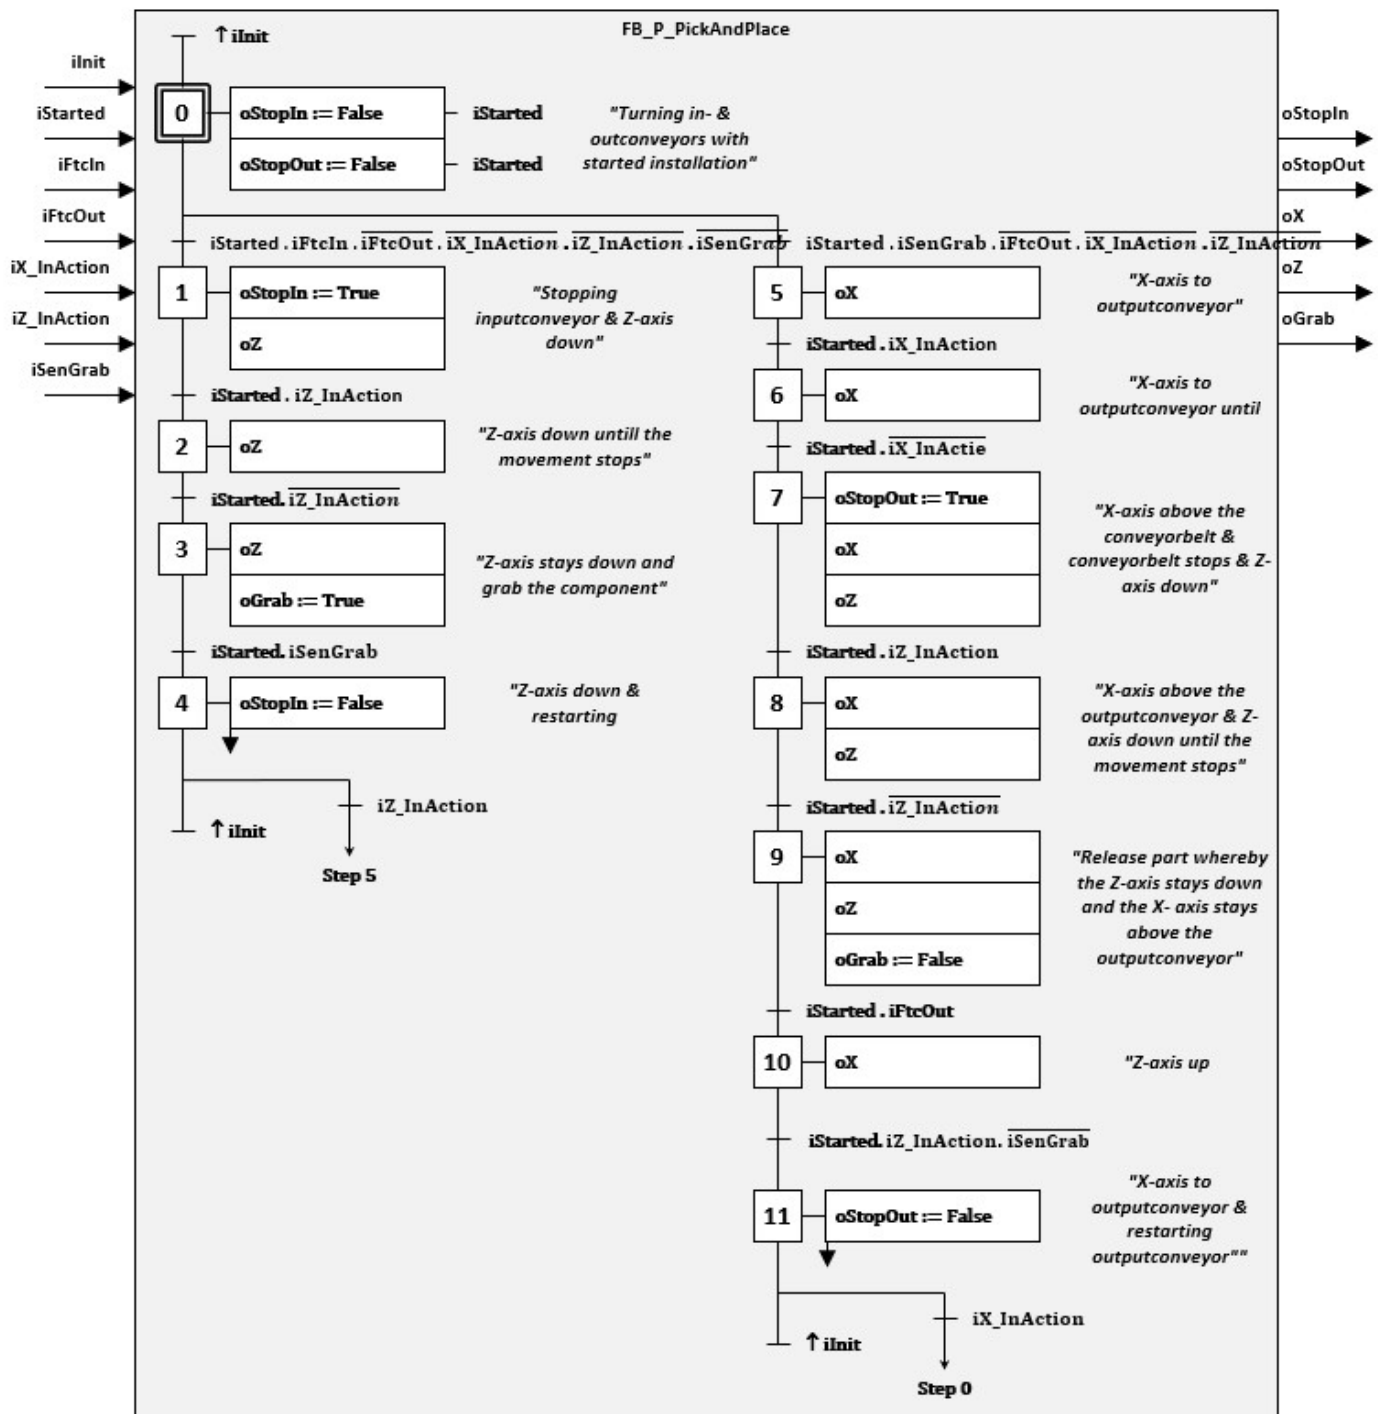 FB_P_PickAndPlace
↑ iInit
iInit
iStarted
iFtcIn
iFtcOut
iX_InAction
iZ_InAction
iSenGrab
oStopIn
oStopOut
oX
oZ
oGrab
0
oStopIn := False
iStarted
oStopOut := False
iStarted
"Turning in- &
outconveyors with
started installation"
iStarted . iFtcIn . iFtcOut . iX_InAction . iZ_InAction . iSenGrab
1
oStopIn := True
oZ
"Stopping
inputconveyor & Z-axis
down"
iStarted . iZ_InAction
2
oZ
"Z-axis down untill the
movement stops"
iStarted. iZ_InAction
3
oZ
oGrab := True
"Z-axis stays down and
grab the component"
iStarted. iSenGrab
4
oStopIn := False
"Z-axis down &
restarting
iZ_InAction
↑ iInit
Step 5
iStarted . iSenGrab . iFtcOut . iX_InAction . iZ_InAction
5
oX
"X-axis to
outputconveyor"
iStarted . iX_InAction
6
oX
"X-axis to
outputconveyor until
iStarted. iX_InActie
7
oStopOut := True
oX
oZ
"X-axis above the
conveyorbelt &
conveyorbelt stops & Z-
axis down"
iStarted . iZ_InAction
8
oX
oZ
"X-axis above the
outputconveyor & Z-
axis down until the
movement stops"
iStarted . iZ_InAction
9
oX
oZ
oGrab := False
"Release part whereby
the Z-axis stays down
and the X- axis stays
above the
outputconveyor"
iStarted . iFtcOut
10
oX
"Z-axis up
iStarted. iZ_InAction. iSenGrab
11
oStopOut := False
"X-axis to
outputconveyor &
restarting
outputconveyor""
iX_InAction
↑ iInit
Step 0